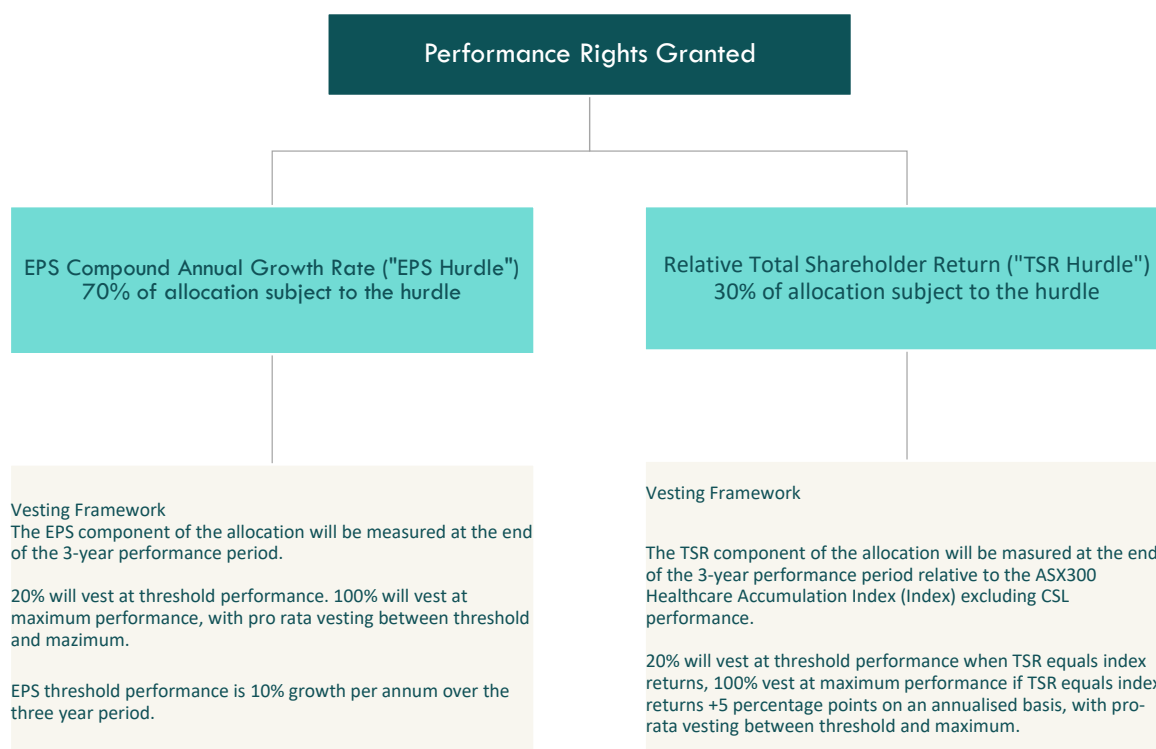 Performance Rights Granted
EPS Compound Annual Growth Rate ("EPS Hurdle")
70% of allocation subject to the hurdle
Relative Total Shareholder Return ("TSR Hurdle")
30% of allocation subject to the hurdle
Vesting Framework
The EPS component of the allocation will be measured at the end
of the 3-year performance period.
20% will vest at threshold performance. 100% will vest at
maximum performance, with pro rata vesting between threshold
and mazimum.
EPS threshold performance is 10% growth per annum over the
three year period.
Vesting Framework
The TSR component of the allocation will be masured at the end
of the 3-year performance period relative to the ASX300
Healthcare Accumulation Index (Index) excluding CSL
performance.
20% will vest at threshold performance when TSR equals index
returns, 100% vest at maximum performance if TSR equals index
returns +5 percentage points on an annualised basis, with pro-
rata vesting between threshold and maximum.